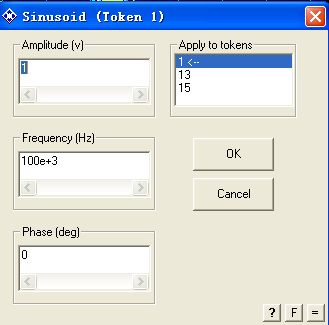 Sinusoid (Token 1)
Amplitude (v)
1
Apply to tokens
1 <--
13
15
Frequency (Hz)
100e+3
OK
Cancel
Phase (deg)
0
? F =